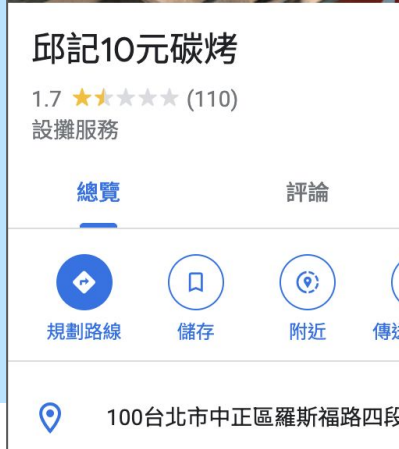 邱記10元碳烤
1.7 (110)
設攤服務
總覽 評論
規劃路線 儲存 附近
100台北市中正區羅斯福路四段